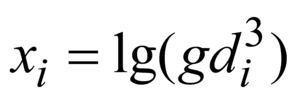 $x_i = \lg(gd_i^3)$